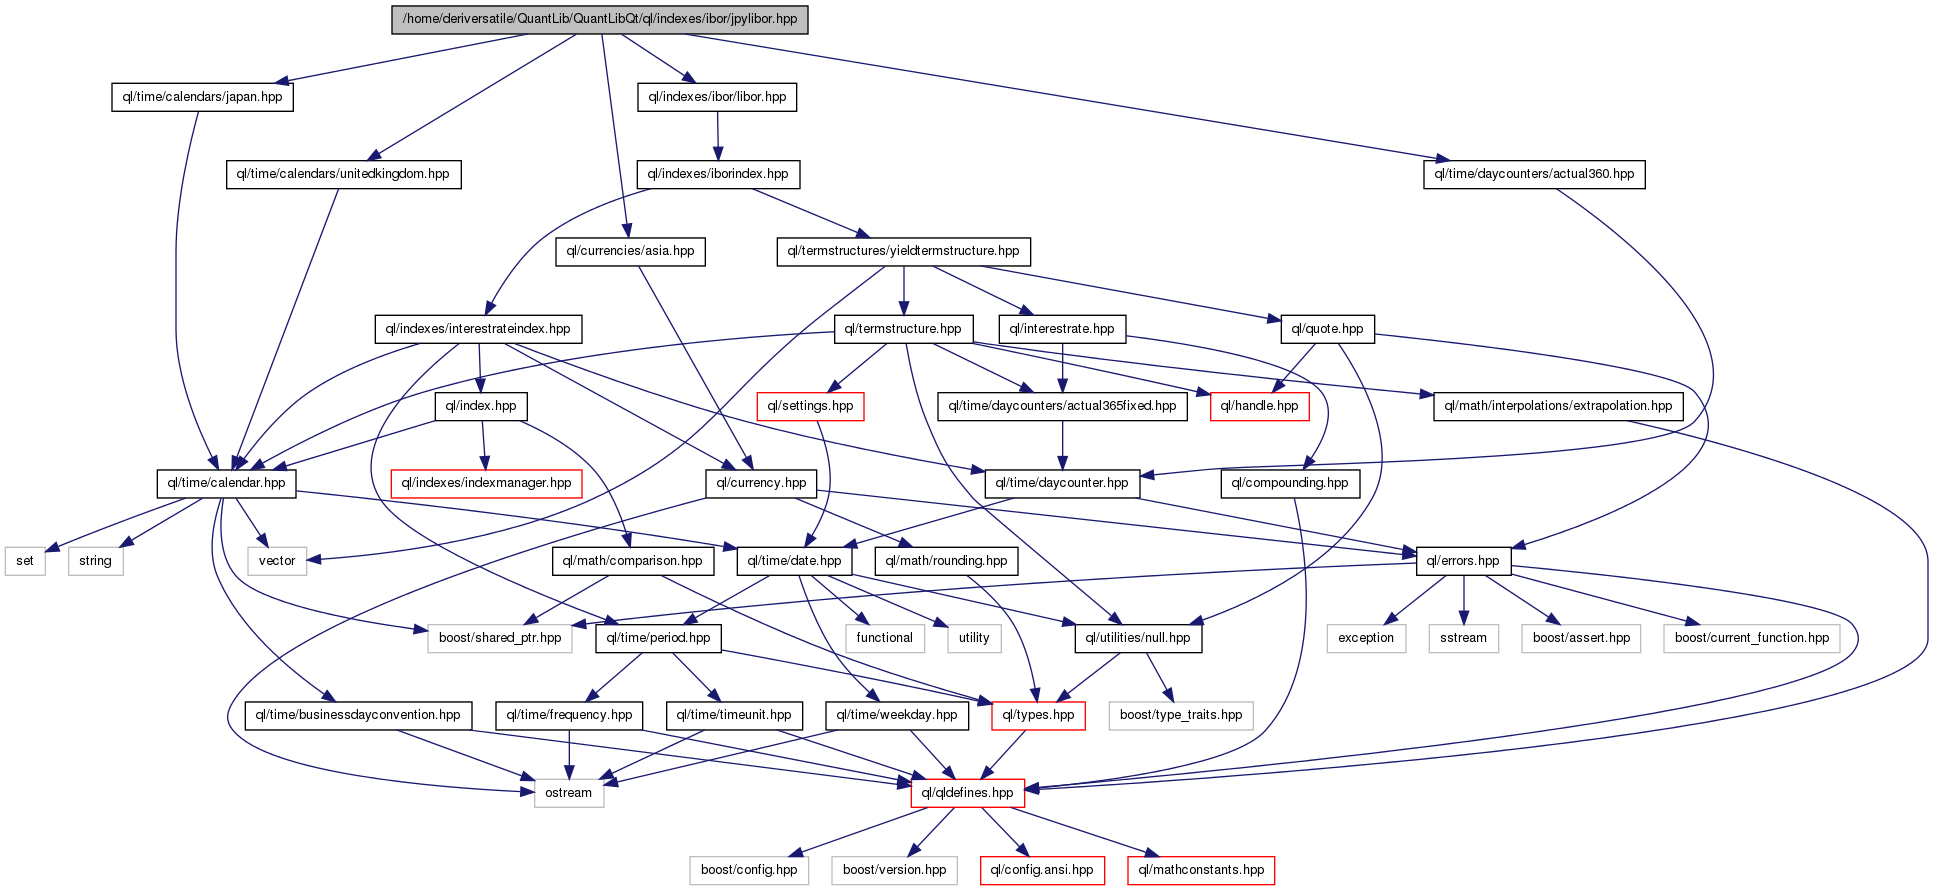 /home/deriversatile/QuantLib/QuantLibQt/ql/indexes/ibor/jpylibor.hpp
ql/time/calendars/japan.hpp
ql/indexes/ibor/libor.hpp
ql/time/calendars/unitedkingdom.hpp
ql/indexes/iborindex.hpp
ql/time/daycounters/actual360.hpp
ql/currencies/asia.hpp
ql/termstructures/yieldtermstructure.hpp
ql/indexes/interestrateindex.hpp
ql/termstructure.hpp
ql/interestrate.hpp
ql/quote.hpp
ql/index.hpp
ql/settings.hpp
ql/time/daycounters/actual365fixed.hpp
ql/handle.hpp
ql/math/interpolations/extrapolation.hpp
ql/time/calendar.hpp
ql/indexes/indexmanager.hpp
ql/currency.hpp
ql/time/daycounter.hpp
ql/compounding.hpp
set
string
vector
ql/math/comparison.hpp
ql/time/date.hpp
ql/math/rounding.hpp
ql/errors.hpp
boost/shared_ptr.hpp
ql/time/period.hpp
functional
utility
ql/utilities/null.hpp
exception
sstream
boost/assert.hpp
boost/current_function.hpp
ql/time/businessdayconvention.hpp
ql/time/frequency.hpp
ql/time/timeunit.hpp
ql/time/weekday.hpp
ql/types.hpp
boost/type_traits.hpp
ostream
ql/qldefines.hpp
boost/config.hpp
boost/version.hpp
ql/config.ansi.hpp
ql/mathconstants.hpp